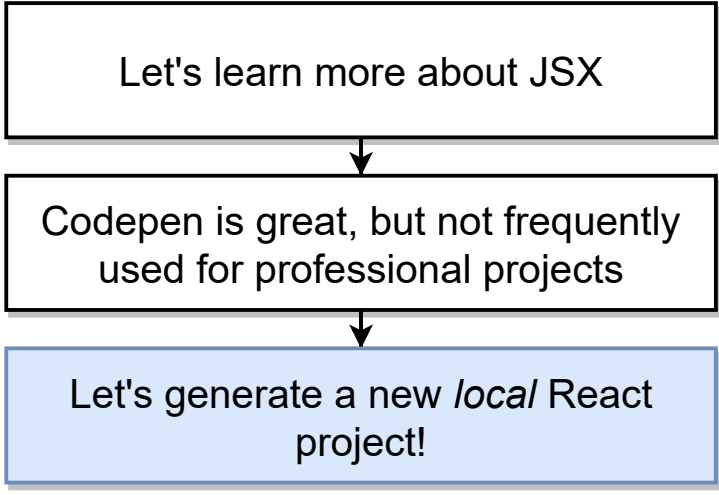 Let's learn more about JSX
Codepen is great, but not frequently
used for professional projects
Let's generate a new local React
project!